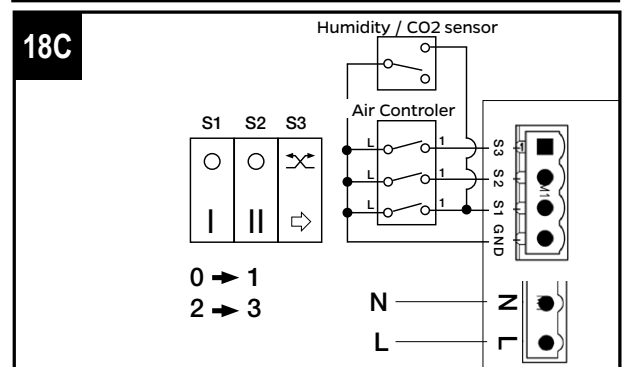 18C
Humidity / CO2 sensor
Air Controler
S1 S2 S3
L 1 S3
L 1 S2
L 1 S1
GND
1
M1
I II
0 → 1
2 → 3
N N
L L